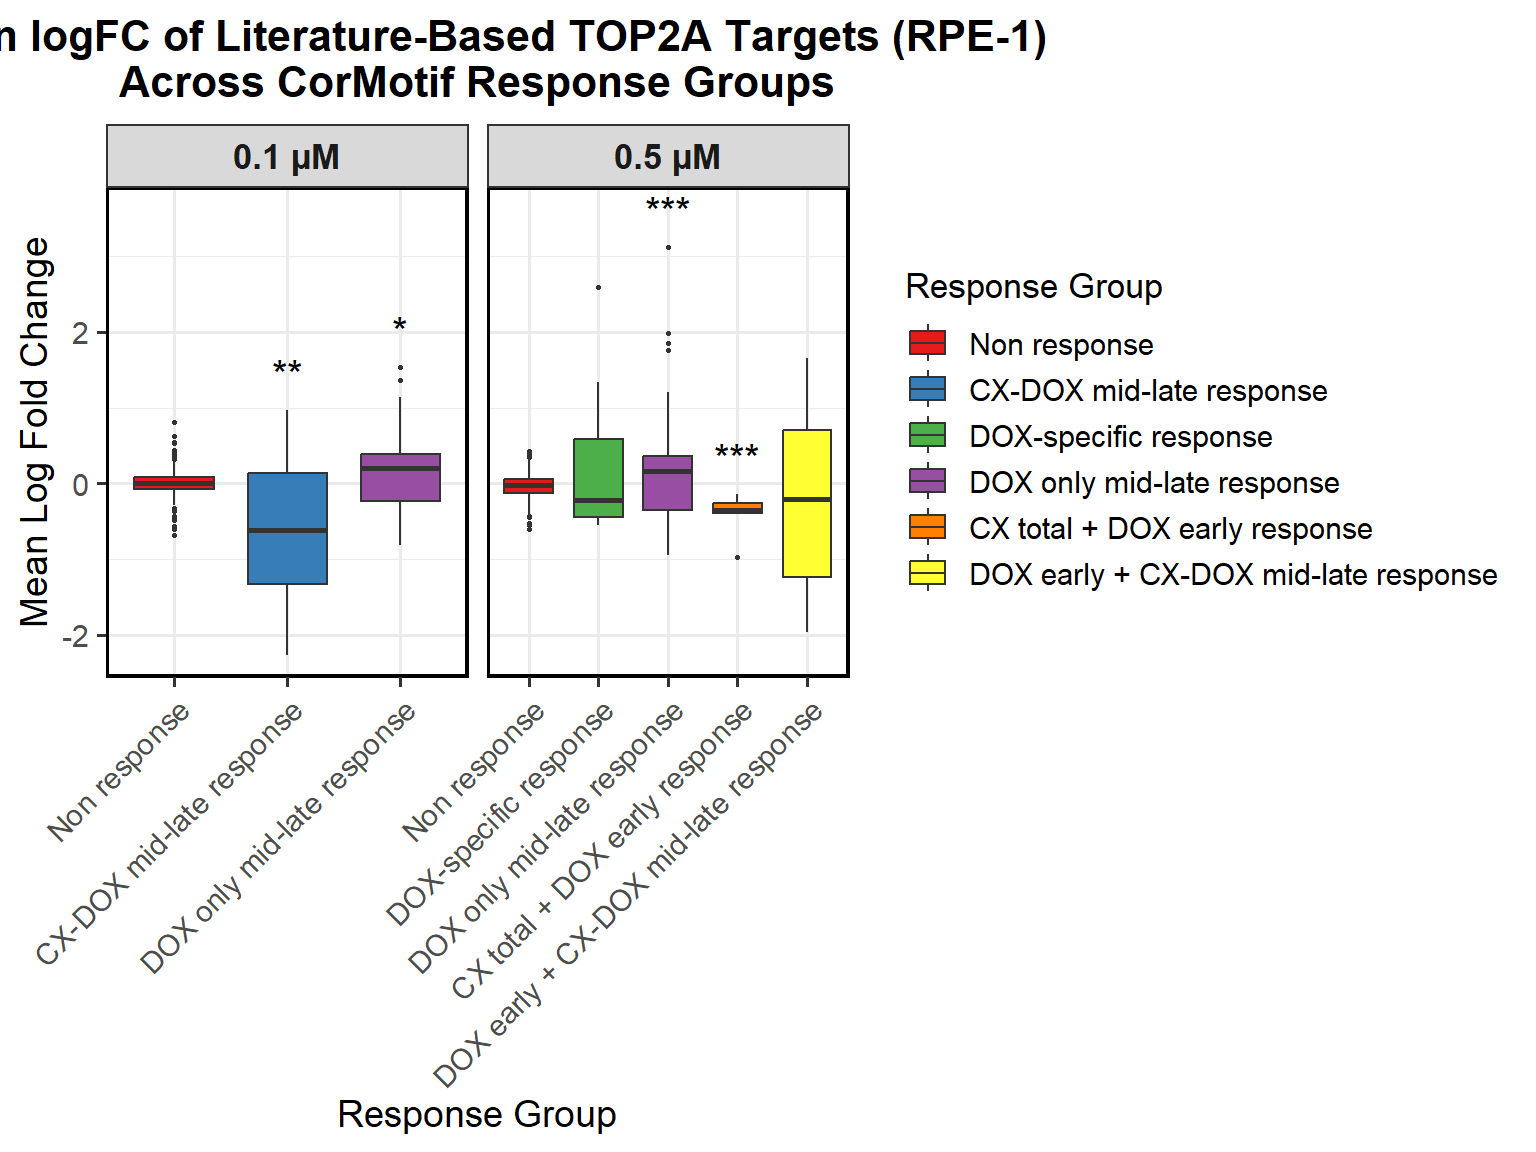 n logFC of Literature-Based TOP2A Targets (RPE-1)
Across CorMotif Response Groups
0.1 µM
0.5 µM
Mean Log Fold Change
2
0
-2
**
*
***
***
Non response
CX-DOX mid-late response
DOX only mid-late response
Non response
DOX-specific response
DOX only mid-late response
CX total + DOX early response
DOX early + CX-DOX mid-late response
Response Group
Response Group
Non response
CX-DOX mid-late response
DOX-specific response
DOX only mid-late response
CX total + DOX early response
DOX early + CX-DOX mid-late response